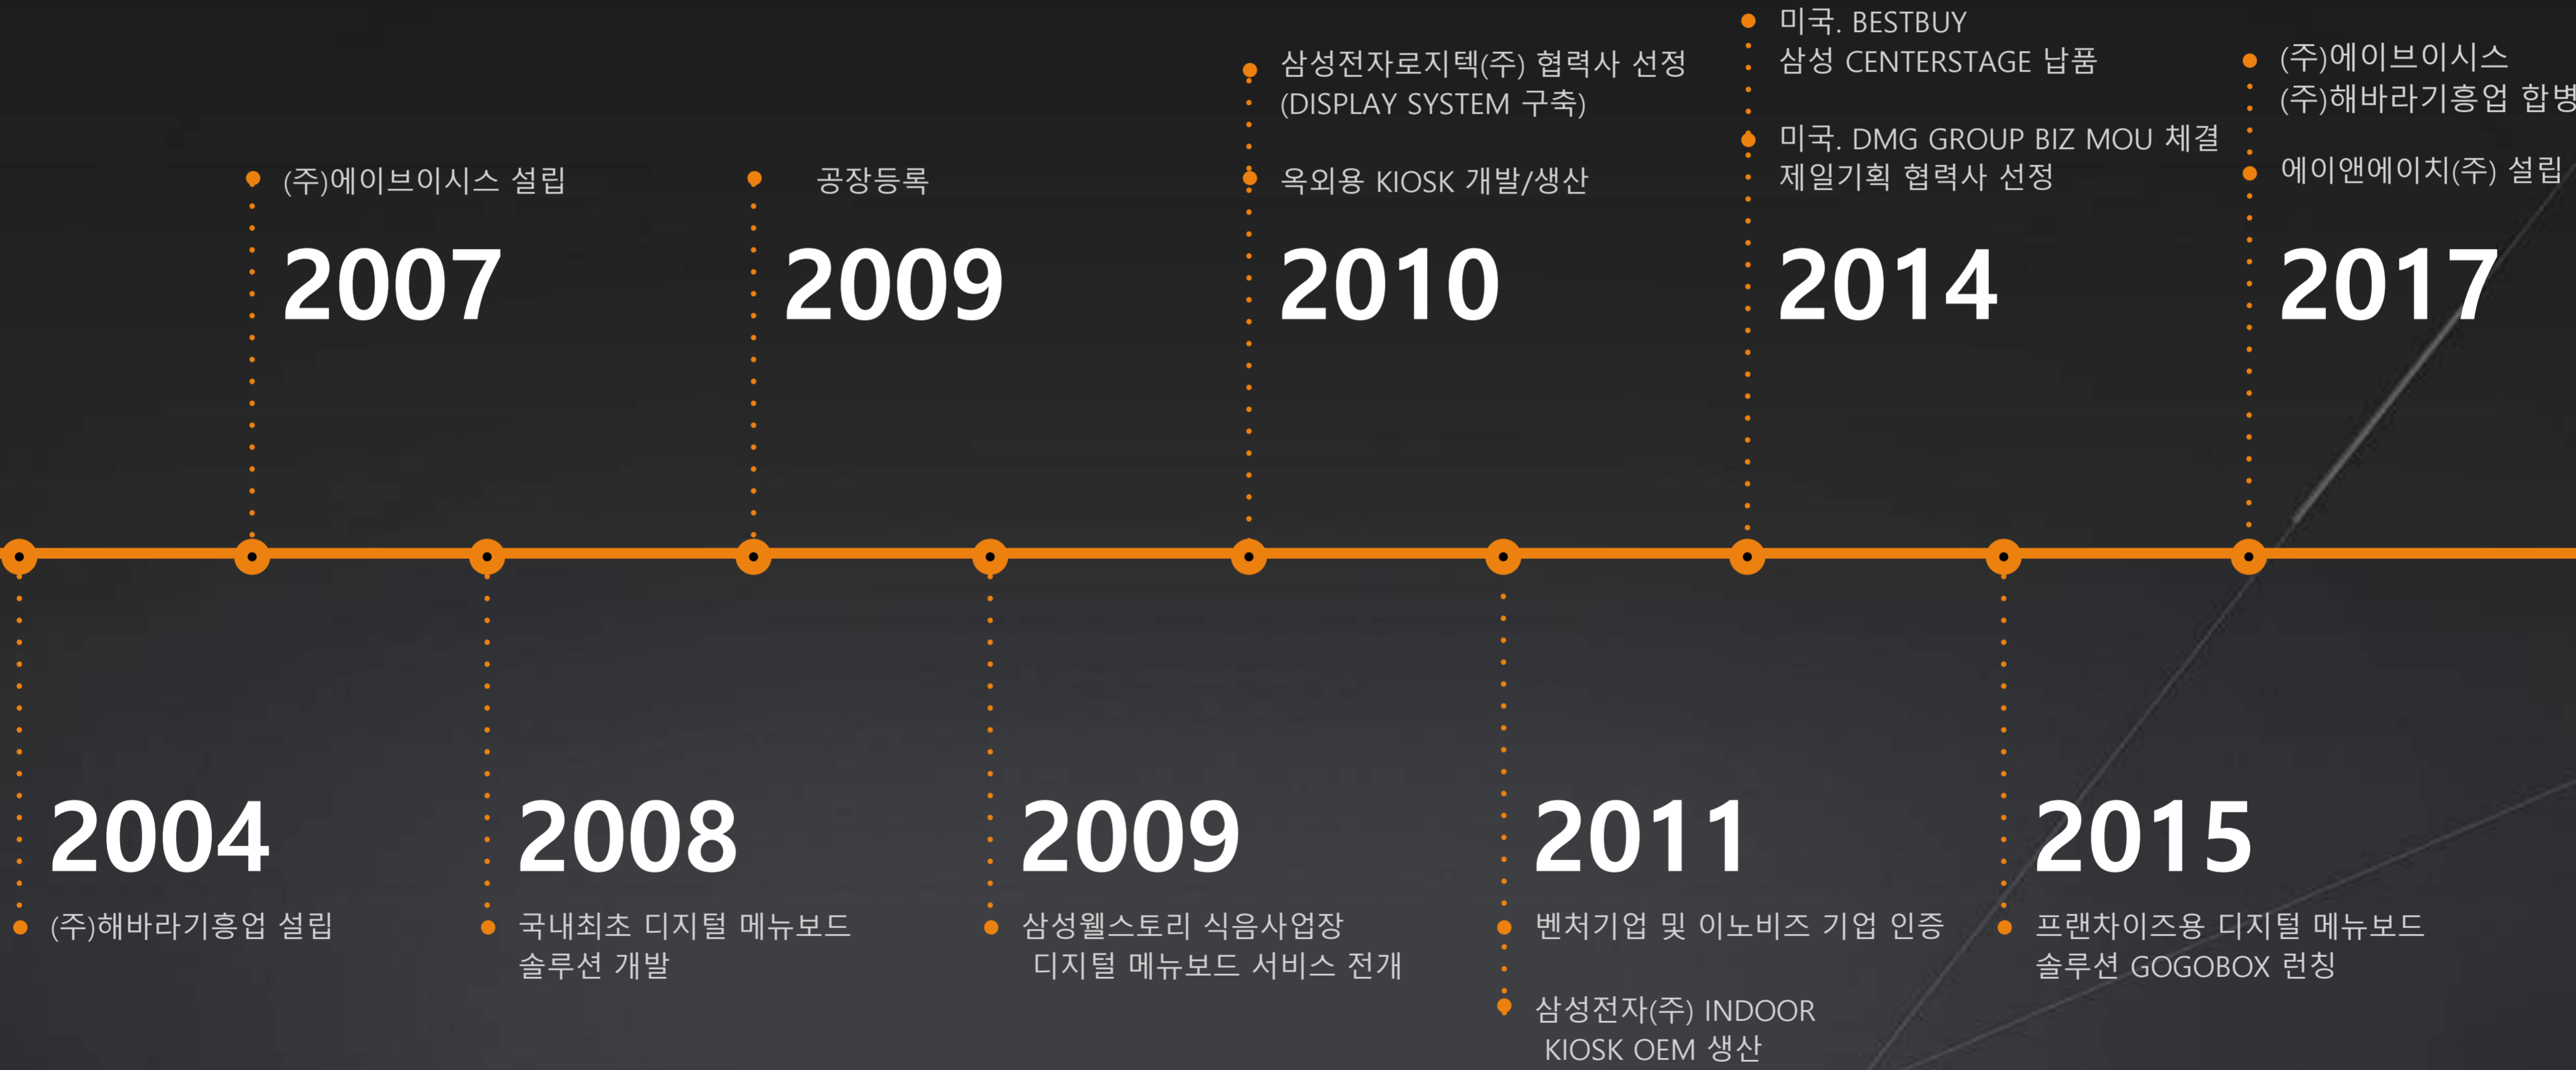 미국. BESTBUY
삼성 CENTERSTAGE 납품
삼성전자로지텍(주) 협력사 선정
(DISPLAY SYSTEM 구축)
(주)에이브이시스
(주)해바라기흥업 합병
미국. DMG GROUP BIZ MOU 체결
제일기획 협력사 선정
(주)에이브이시스 설립
공장등록
옥외용 KIOSK 개발/생산
에이앤에이치(주) 설립
2007
2009
2010
2014
2017
2004
2008
2009
2011
2015
(주)해바라기흥업 설립
국내최초 디지털 메뉴보드
솔루션 개발
삼성웰스토리 식음사업장
디지털 메뉴보드 서비스 전개
벤처기업 및 이노비즈 기업 인증
삼성전자(주) INDOOR
KIOSK OEM 생산
프랜차이즈용 디지털 메뉴보드
솔루션 GOGOBOX 런칭